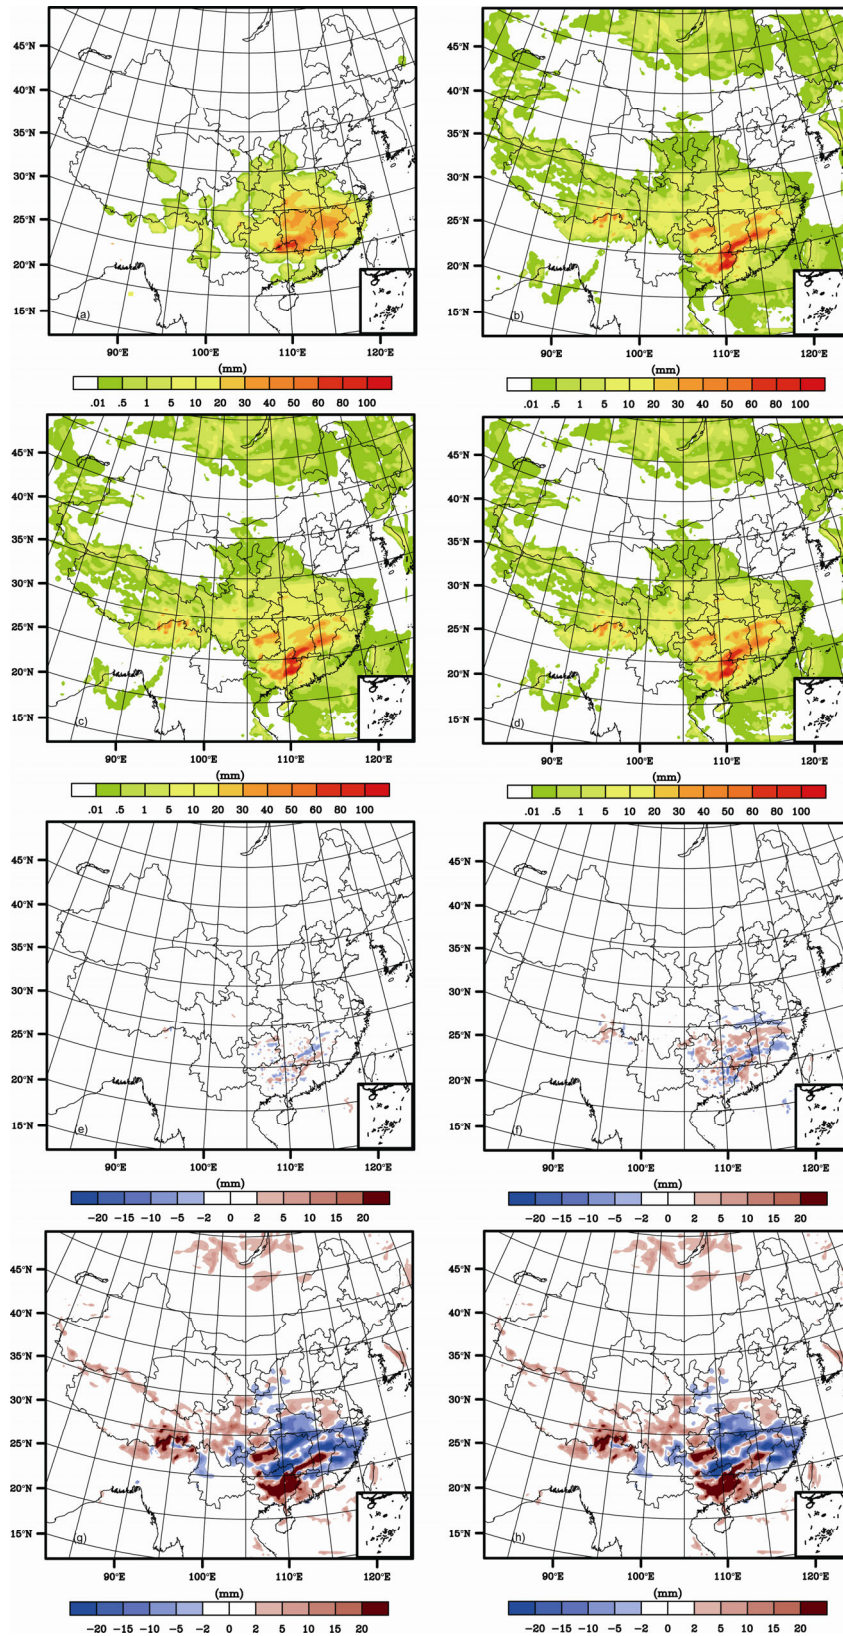 45°N 45°N
40°N 40°N
35°N 35°N
30°N 30°N
25°N 25°N
20°N 20°N
15°N 15°N
a) b)
90°E 100°E 110°E 120°E 90°E 100°E 110°E 120°E
(mm) (mm)
.01 .5 1 5 10 20 30 40 50 60 80 100 .01 .5 1 5 10 20 30 40 50 60 80 100
45°N 45°N
40°N 40°N
35°N 35°N
30°N 30°N
25°N 25°N
20°N 20°N
15°N 15°N
c) d)
90°E 100°E 110°E 120°E 90°E 100°E 110°E 120°E
(mm) (mm)
.01 .5 1 5 10 20 30 40 50 60 80 100 .01 .5 1 5 10 20 30 40 50 60 80 100
45°N 45°N
40°N 40°N
35°N 35°N
30°N 30°N
25°N 25°N
20°N 20°N
15°N 15°N
e) f)
90°E 100°E 110°E 120°E 90°E 100°E 110°E 120°E
(mm) (mm)
−20 −15 −10 −5 −2 0 2 5 10 15 20 −20 −15 −10 −5 −2 0 2 5 10 15 20
45°N 45°N
40°N 40°N
35°N 35°N
30°N 30°N
25°N 25°N
20°N 20°N
15°N 15°N
g) h)
90°E 100°E 110°E 120°E 90°E 100°E 110°E 120°E
(mm) (mm)
−20 −15 −10 −5 −2 0 2 5 10 15 20 −20 −15 −10 −5 −2 0 2 5 10 15 20